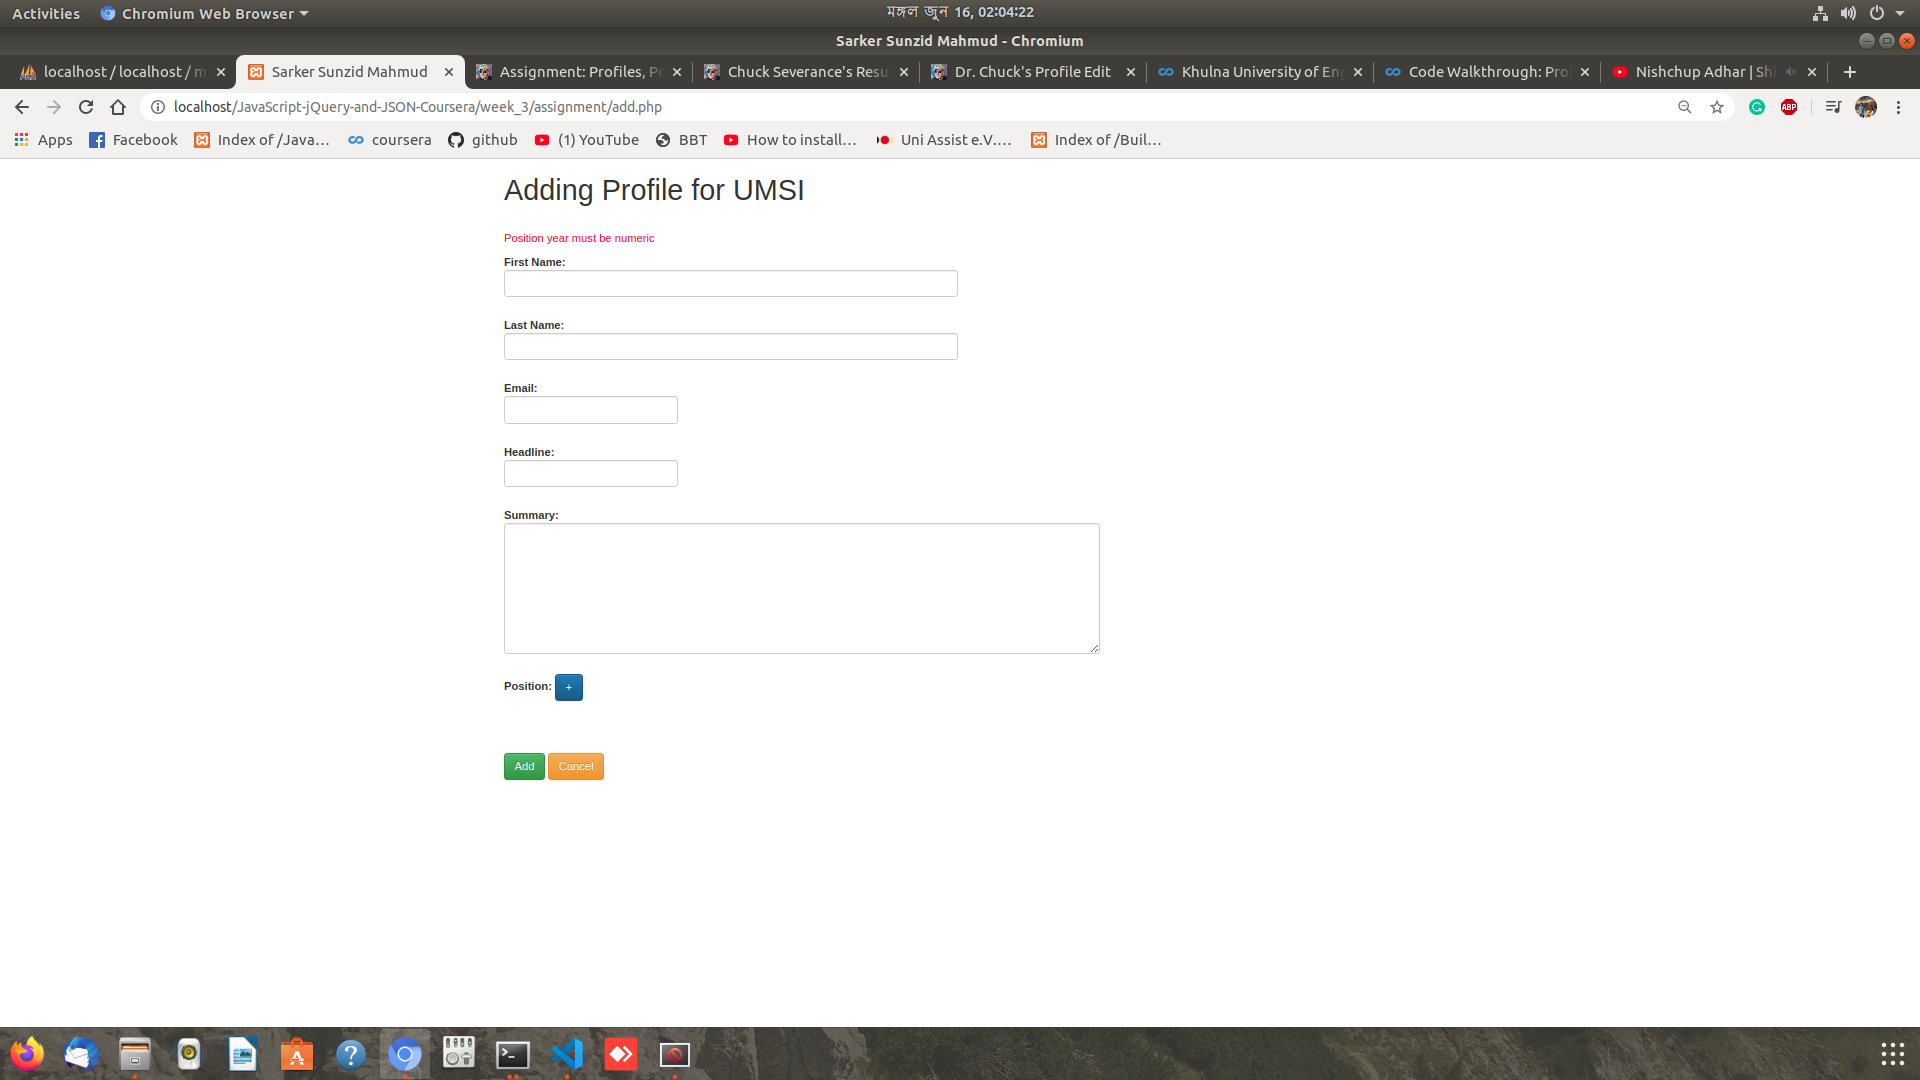 Activities
Chromium Web Browser
মঙ্গল জুন 16, 02:04:22
Sarker Sunzid Mahmud - Chromium
localhost / localhost / m
Sarker Sunzid Mahmud
Assignment: Profiles, Po
Chuck Severance's Resu
Dr. Chuck's Profile Edit
Khulna University of En
Code Walkthrough: Prof
Nishchup Adhar | Shi
localhost/JavaScript-jQuery-and-JSON-Coursera/week_3/assignment/add.php
ABP
Apps
Facebook
Index of /Java…
coursera
github
(1) YouTube
BBT
How to install…
Uni Assist e.V.…
Index of /Buil…
Adding Profile for UMSI
Position year must be numeric
First Name:
Last Name:
Email:
Headline:
Summary:
Position: +
Add
Cancel